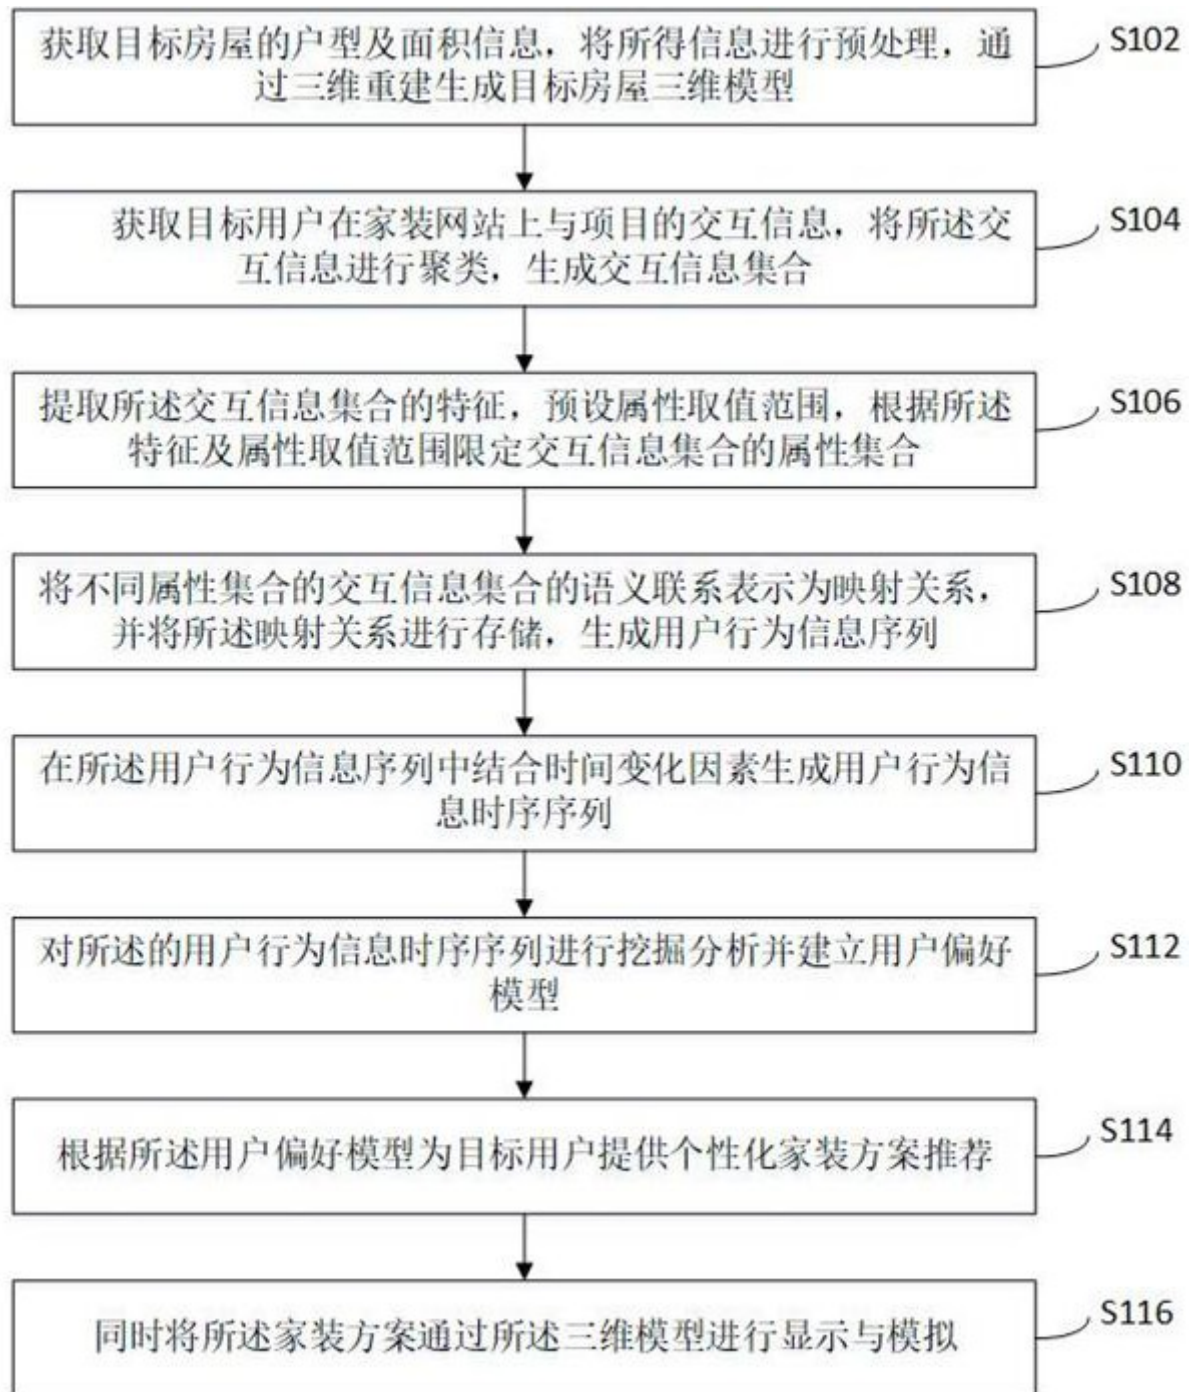 获取目标房屋的户型及面积信息，将所得信息进行预处理，通
过三维重建生成目标房屋三维模型
S102
获取目标用户在家装网站上与项目的交互信息，将所述交
互信息进行聚类，生成交互信息集合
S104
提取所述交互信息集合的特征，预设属性取值范围，根据所述
特征及属性取值范围限定交互信息集合的属性集合
S106
将不同属性集合的交互信息集合的语义联系表示为映射关系，
并将所述映射关系进行存储，生成用户行为信息序列
S108
在所述用户行为信息序列中结合时间变化因素生成用户行为信
息时序序列
S110
对所述的用户行为信息时序序列进行挖掘分析并建立用户偏好
模型
S112
根据所述用户偏好模型为目标用户提供个性化家装方案推荐
S114
同时将所述家装方案通过所述三维模型进行显示与模拟
S116